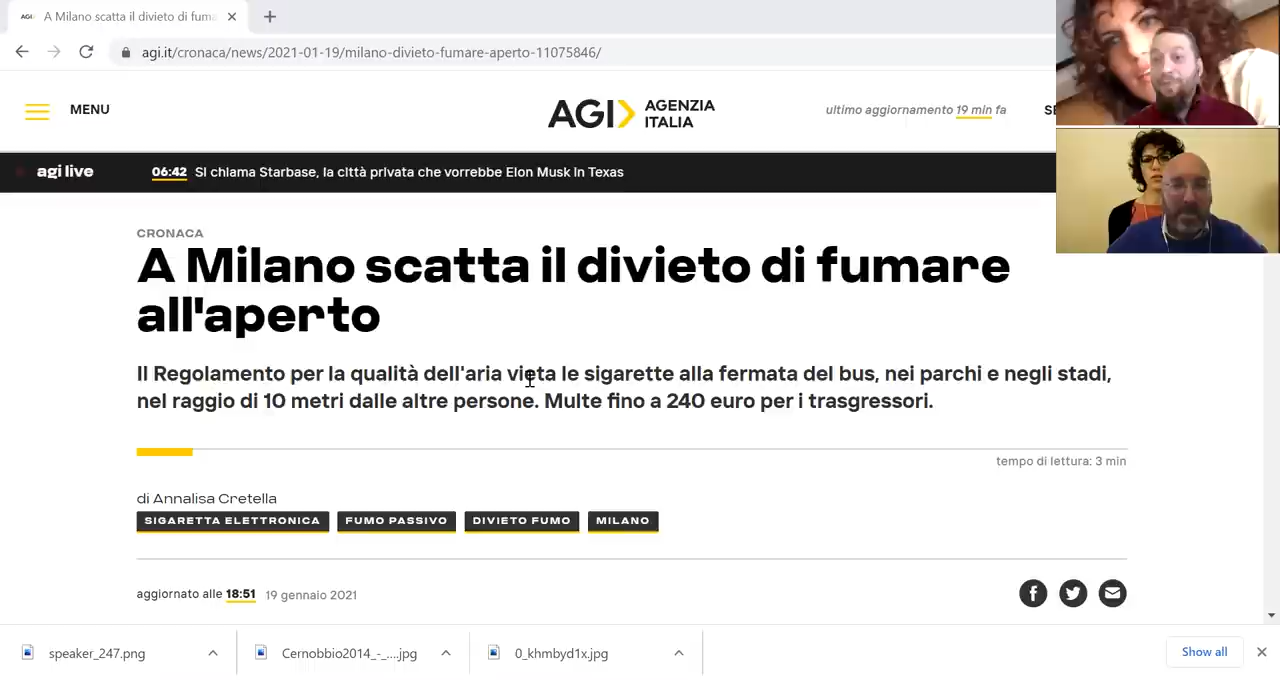 AGI
A Milano scatta il divieto di fuma
agi.it/cronaca/news/2021-01-19/milano-divieto-fumare-aperto-11075846/
MENU
AGI AGENZIA
ITALIA
ultimo aggiornamento 19 min fa
SE
agi live
06:42 Si chiama Starbase, la città privata che vorrebbe Elon Musk in Texas
CRONACA
A Milano scatta il divieto di fumare
all'aperto
Il Regolamento per la qualità dell'aria vieta le sigarette alla fermata del bus, nei parchi e negli stadi,
nel raggio di 10 metri dalle altre persone. Multe fino a 240 euro per i trasgressori.
tempo di lettura: 3 min
di Annalisa Cretella
SIGARETTA ELETTRONICA FUMO PASSIVO DIVIETO FUMO MILANO
aggiornato alle 18:51 19 gennaio 2021
speaker_247.png
Cernobbio2014_-_....jpg
0_khmbyd1x.jpg
Show all